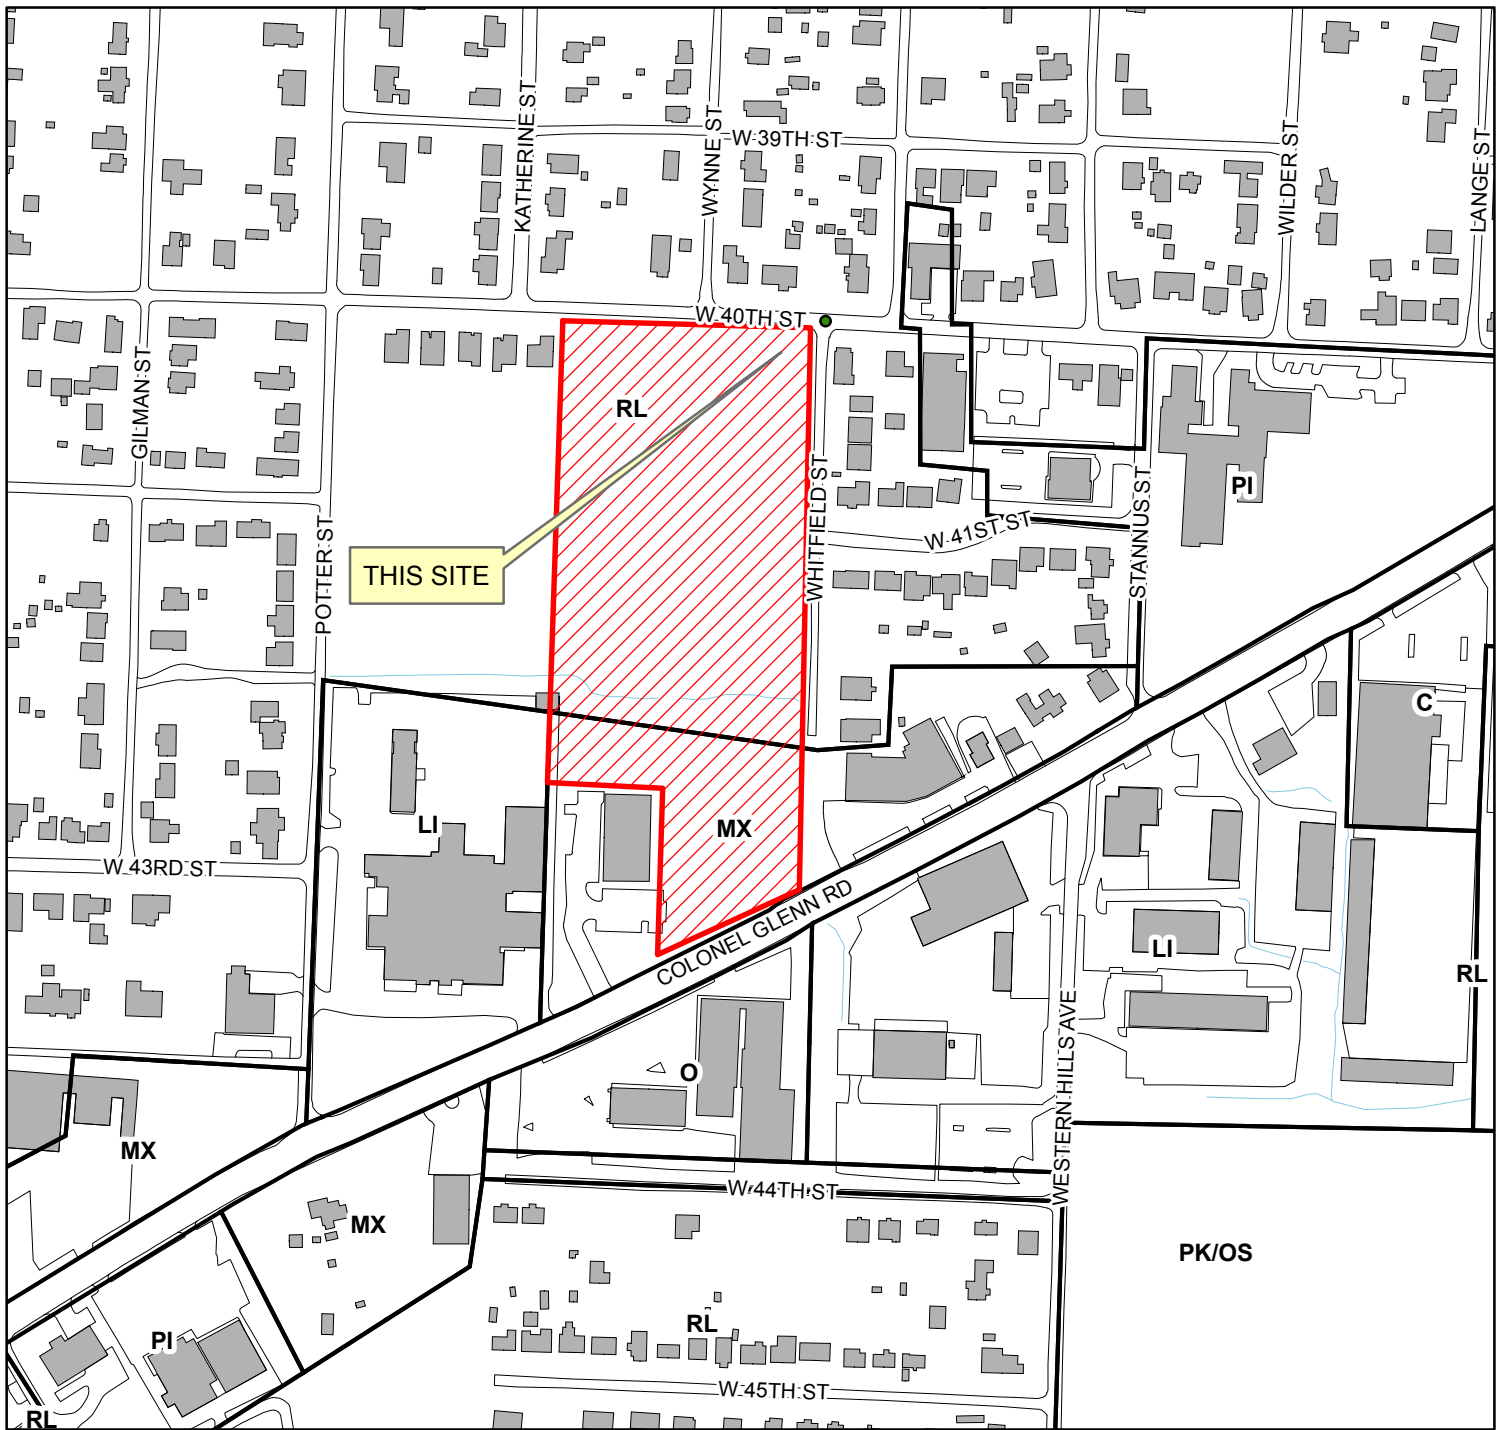 W 39TH ST
KATHERINE ST
WYNNE ST
WILDER ST
LANGE ST
W 40TH ST
GILMAN ST
RL
WHITFIELD ST
PI
STANNUS ST
W 41ST ST
POTTER ST
THIS SITE
C
LI
MX
W 43RD ST
COLONEL GLENN RD
LI
RL
WESTERN HILLS AVE
O
MX
W 44TH ST
MX
PK/OS
RL
PI
W 45TH ST
RL